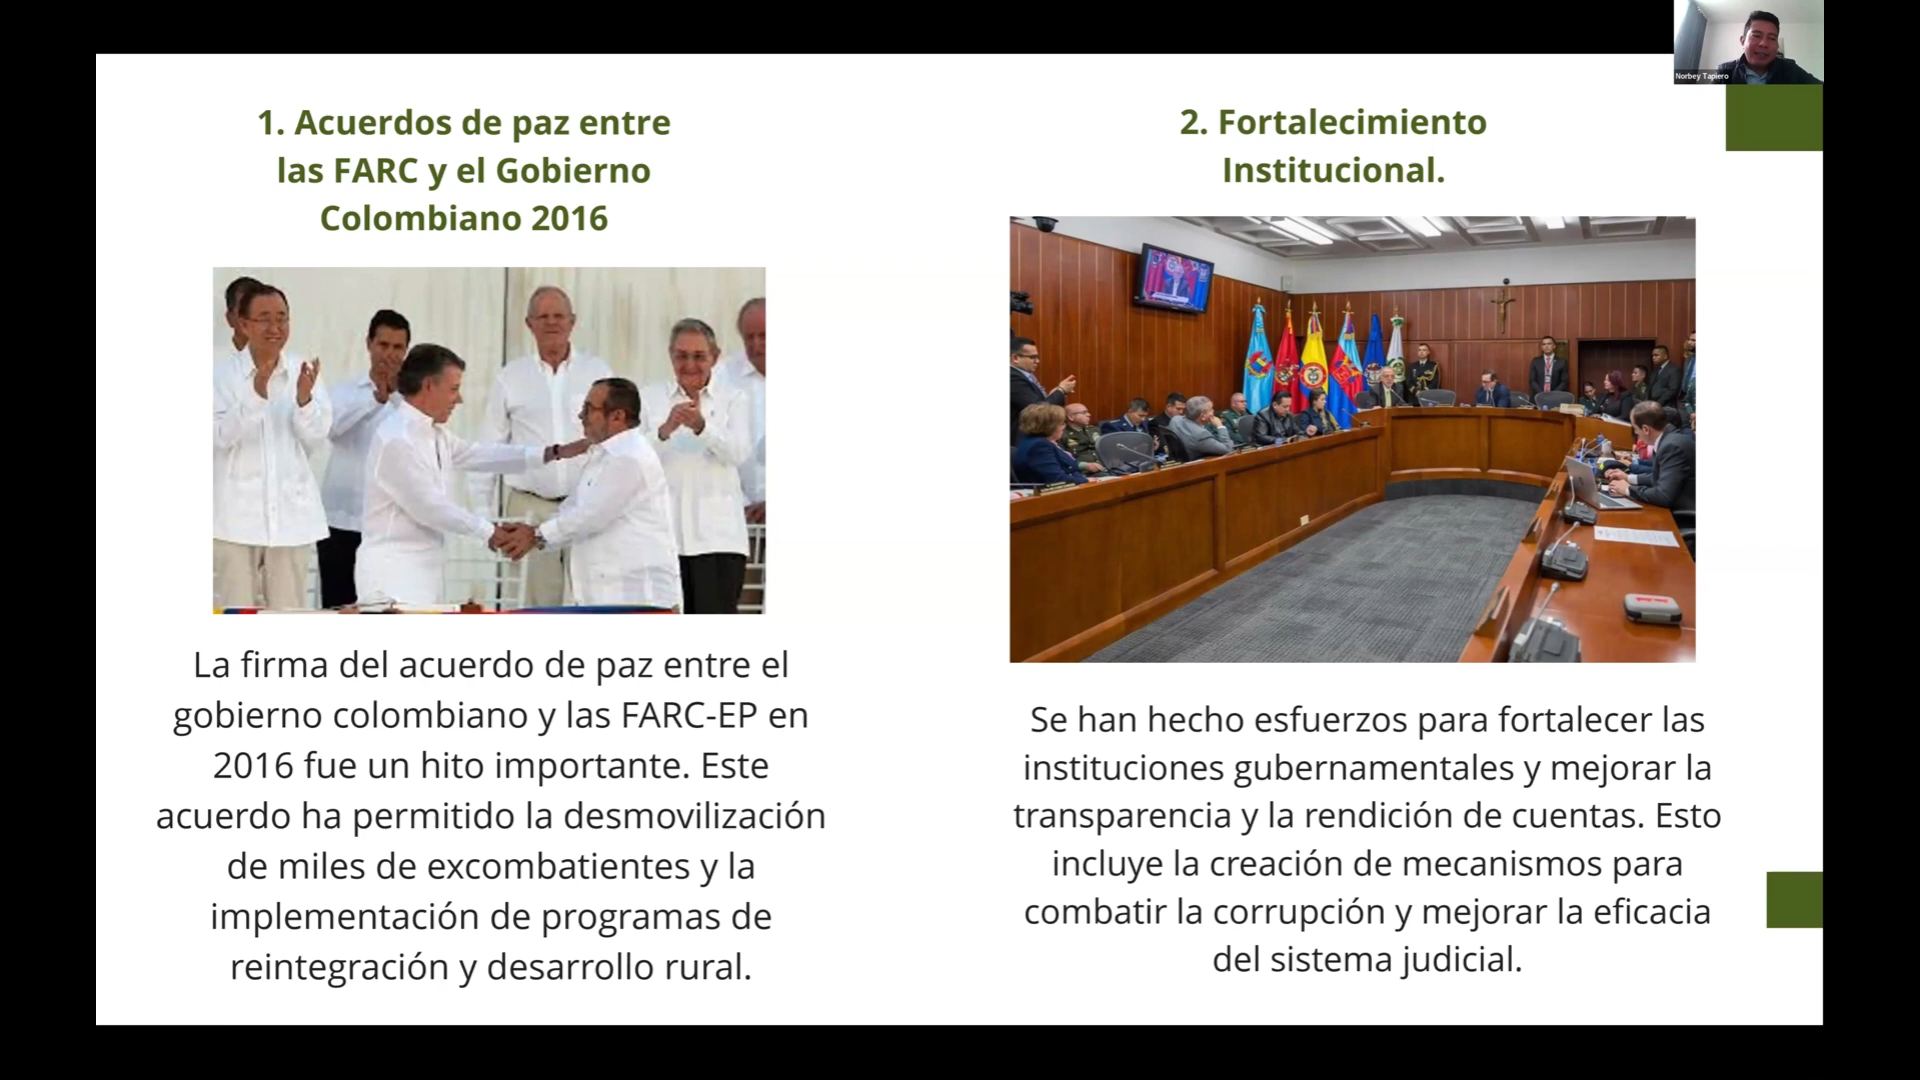 Norbey Tapiero
1. Acuerdos de paz entre
las FARC y el Gobierno
Colombiano 2016
La firma del acuerdo de paz entre el
gobierno colombiano y las FARC-EP en
2016 fue un hito importante. Este
acuerdo ha permitido la desmovilización
de miles de excombatientes y la
implementación de programas de
reintegración y desarrollo rural.
2. Fortalecimiento
Institucional.
Se han hecho esfuerzos para fortalecer las
instituciones gubernamentales y mejorar la
transparencia y la rendición de cuentas. Esto
incluye la creación de mecanismos para
combatir la corrupción y mejorar la eficacia
del sistema judicial.